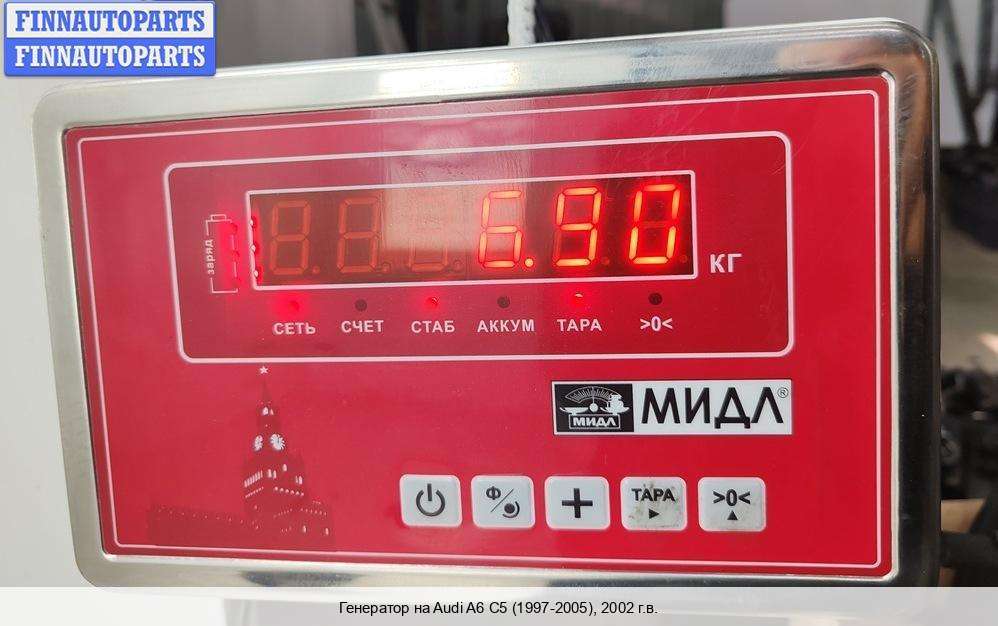 FINNAUTOPARTS
FINNAUTOPARTS
заряд
6.90
КГ
СЕТЬ СЧЕТ СТАБ АККУМ ТАРА >0<
МИДЛ
МИДЛ®
Ф/
ТАРА
>0<
Генератор на Audi A6 C5 (1997-2005), 2002 г.в.